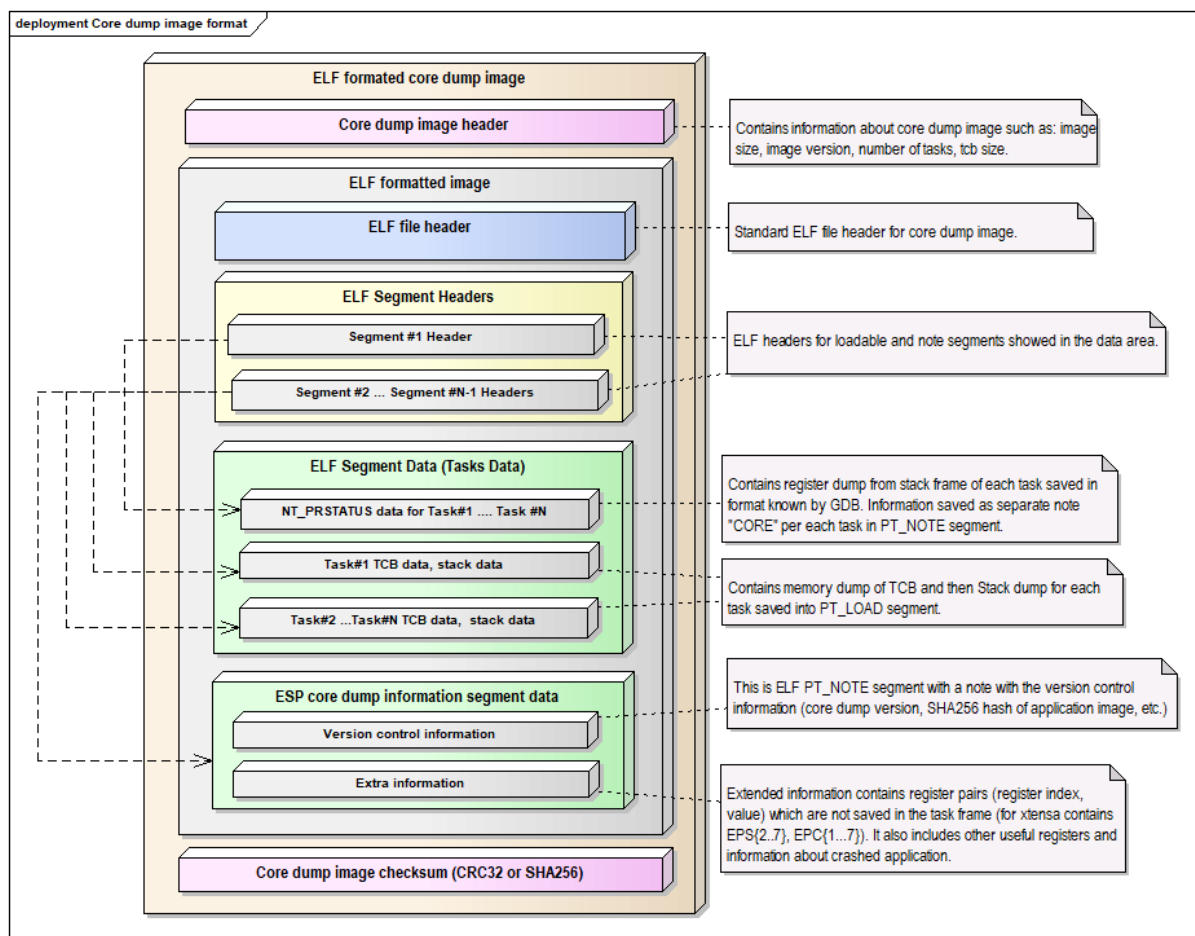 deployment Core dump image format
ELF formated core dump image
Core dump image header
Contains information about core dump image such as: image
size, image version, number of tasks, tcb size.
ELF formatted image
ELF file header
Standard ELF file header for core dump image.
ELF Segment Headers
Segment #1 Header
ELF headers for loadable and note segments showed in the data area.
Segment #2 ... Segment #N-1 Headers
ELF Segment Data (Tasks Data)
Contains register dump from stack frame of each task saved in
format known by GDB. Information saved as separate note
"CORE" per each task in PT_NOTE segment.
NT_PRSTATUS data for Task#1 .... Task #N
Task#1 TCB data, stack data
Contains memory dump of TCB and then Stack dump for each
task saved into PT_LOAD segment.
Task#2 ...Task#N TCB data, stack data
ESP core dump information segment data
This is ELF PT_NOTE segment with a note with the version control
information (core dump version, SHA256 hash of application image, etc.)
Version control information
Extra information
Extended information contains register pairs (register index,
value) which are not saved in the task frame (for xtensa contains
EPS{2..7}, EPC{1...7}). It also includes other useful registers and
information about crashed application.
Core dump image checksum (CRC32 or SHA256)